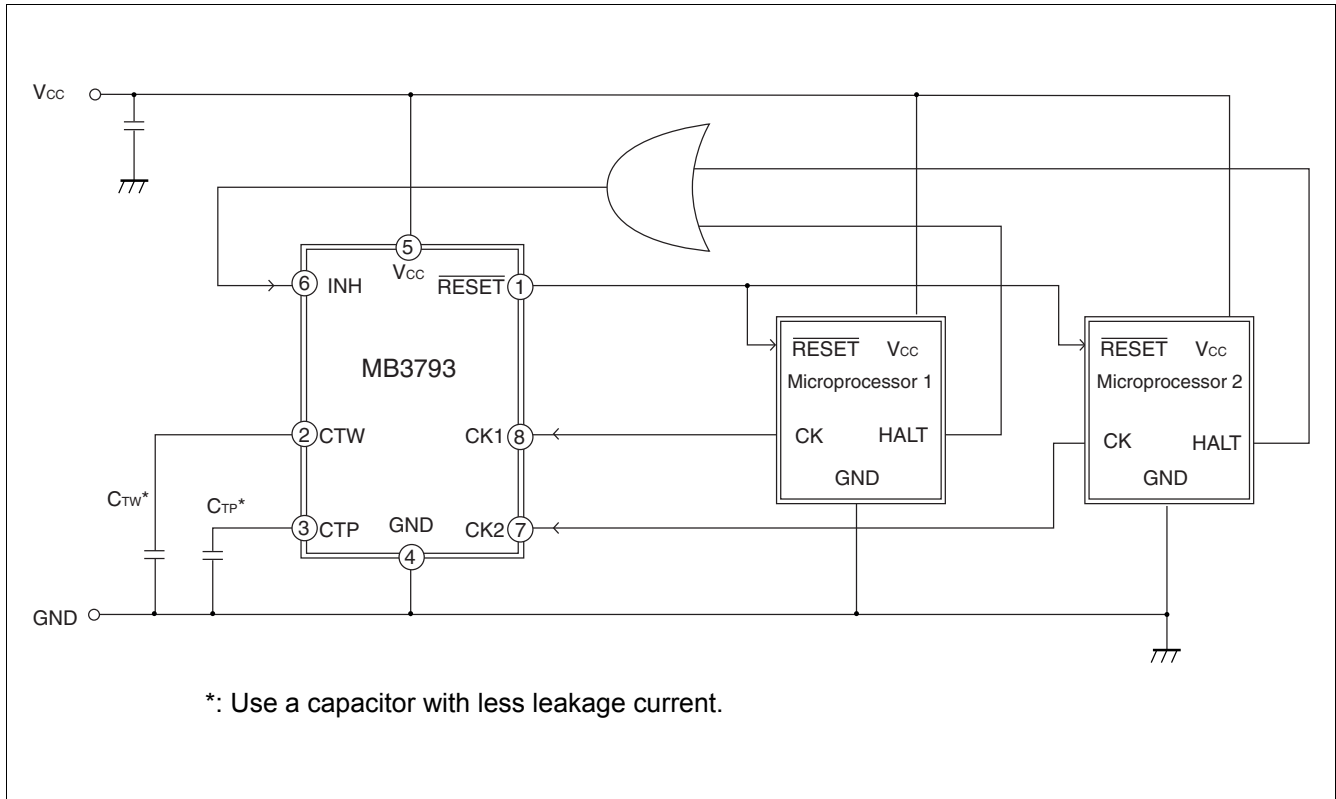 Vcc
5
Vcc
6
INH
RESET
1
MB3793
RESET Vcc
Microprocessor 1
RESET Vcc
Microprocessor 2
2
CTW
CK1
8
CK HALT
CK HALT
GND
GND
CTW*
CTP*
3
CTP
GND
CK2
7
4
GND
*: Use a capacitor with less leakage current.